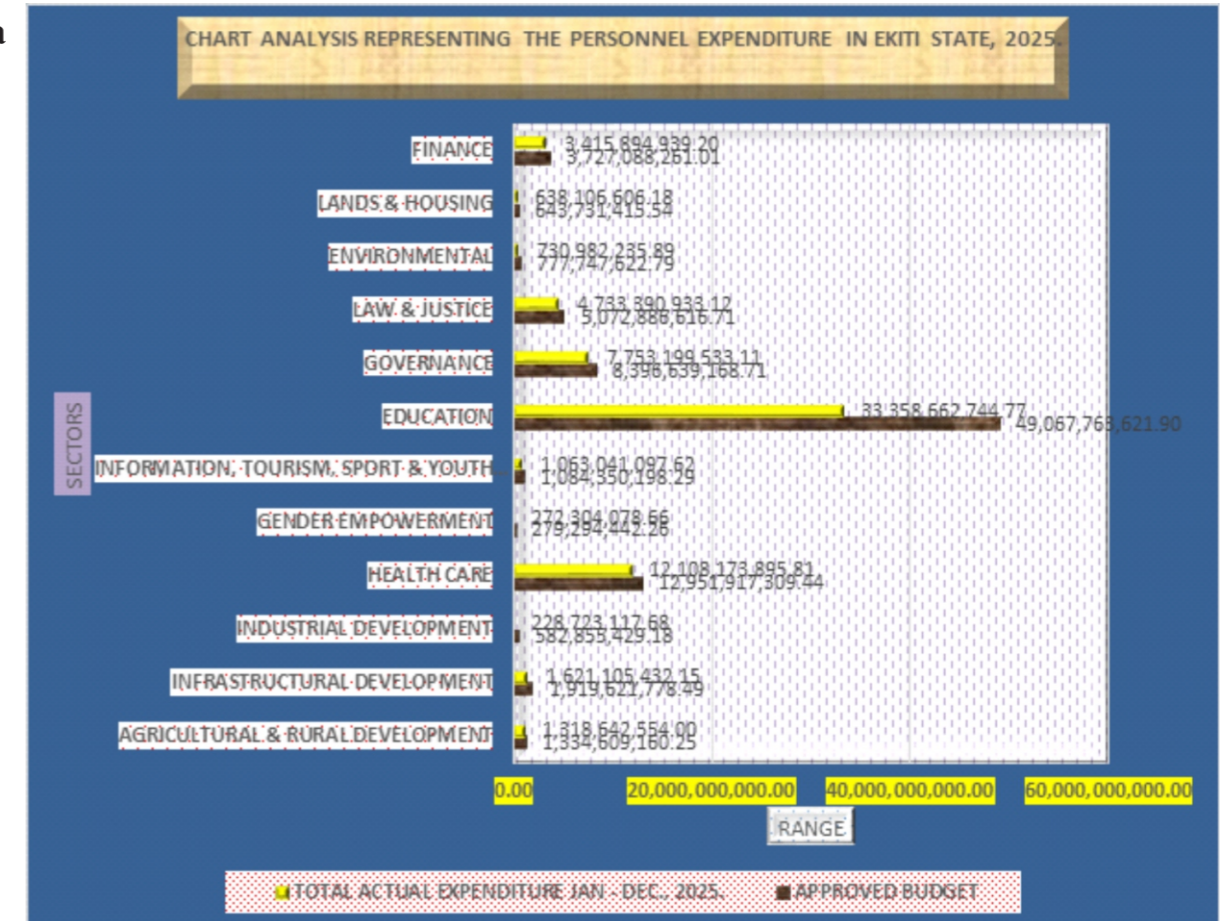 a
CHART ANALYSIS REPRESENTING THE PERSONNEL EXPENDITURE IN EKITI STATE, 2025.
SECTORS
FINANCE
3,415,894,939.20
3,727,088,261.01
LANDS & HOUSING
638,106,606.18
643,731,415.54
ENVIRONMENTAL
730,982,235.89
777,747,622.79
LAW & JUSTICE
4,733,390,933.12
5,072,886,616.71
GOVERNANCE
7,753,199,533.11
8,396,639,168.71
EDUCATION
33,358,662,744.77
49,067,763,621.90
INFORMATION, TOURISM, SPORT & YOUTH
1,063,041,097.62
1,084,350,198.29
GENDER EMPOWERMENT
272,304,078.66
279,294,442.26
HEALTH CARE
12,108,173,895.81
12,951,917,309.44
INDUSTRIAL DEVELOPMENT
228,723,117.68
582,855,429.18
INFRASTRUCTURAL DEVELOPMENT
1,621,105,432.15
1,919,621,778.49
AGRICULTURAL & RURAL DEVELOPMENT
1,318,642,554.00
1,334,609,160.25
0.00 20,000,000,000.00 40,000,000,000.00 60,000,000,000.00
RANGE
TOTAL ACTUAL EXPENDITURE JAN - DEC., 2025. APPROVED BUDGET